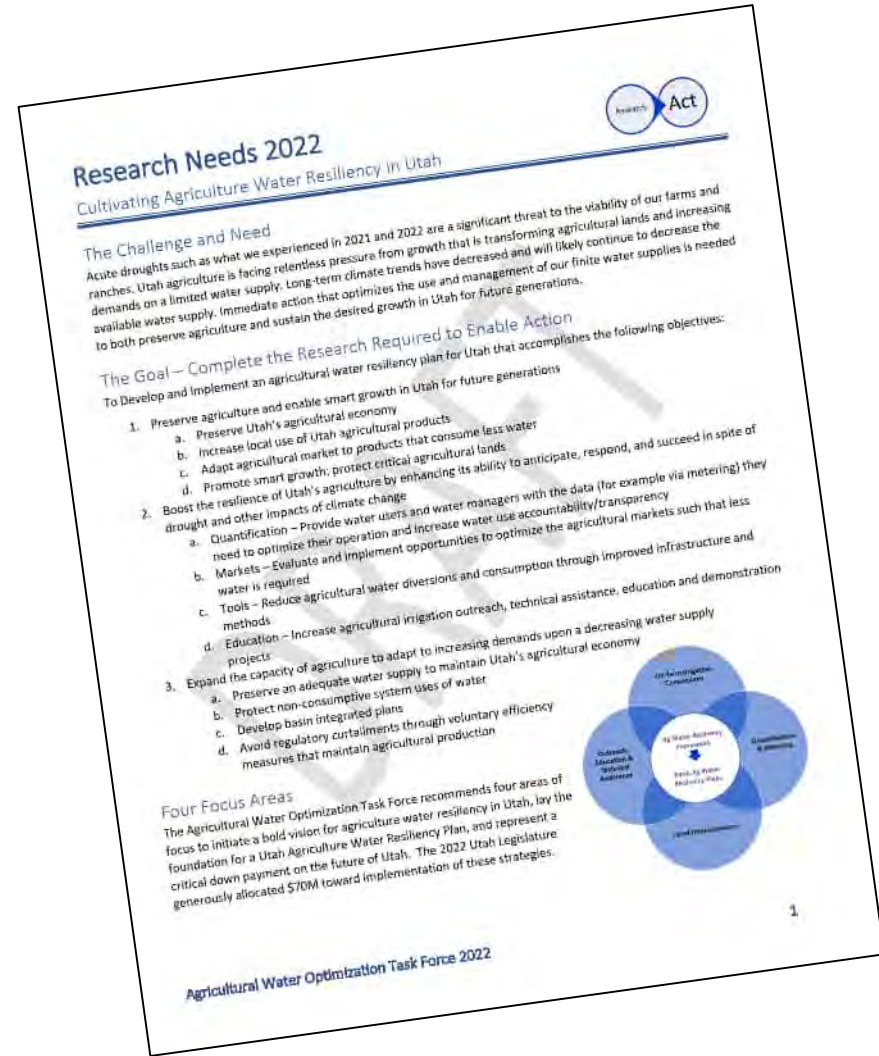 Research
Act
Research Needs 2022
Cultivating Agriculture Water Resiliency in Utah
The Challenge and Need
Acute droughts such as what we experienced in 2021 and 2022 are a significant threat to the viability of our farms and
ranches. Utah agriculture is facing relentless pressure from growth that is transforming agricultural lands and increasing
demands on a limited water supply. Long-term climate trends have decreased and will likely continue to decrease the
available water supply. Immediate action that optimizes the use and management of our finite water supplies is needed
to both preserve agriculture and sustain the desired growth in Utah for future generations.
The Goal – Complete the Research Required to Enable Action
To Develop and Implement an agricultural water resiliency plan for Utah that accomplishes the following objectives:
1. Preserve agriculture and enable smart growth in Utah for future generations
a. Preserve Utah's agricultural economy
b. Increase local use of Utah agricultural products
c. Adapt agricultural market to products that consume less water
d. Promote smart growth; protect critical agricultural lands
2. Boost the resilience of Utah's agriculture by enhancing its ability to anticipate, respond, and succeed in spite of
drought and other impacts of climate change
a. Quantification – Provide water users and water managers with the data (for example via metering) they
need to optimize their operation and increase water use accountability/transparency
b. Markets – Evaluate and implement opportunities to optimize the agricultural markets such that less
water is required
c. Tools – Reduce agricultural water diversions and consumption through improved infrastructure and
methods
d. Education – Increase agricultural irrigation outreach, technical assistance, education and demonstration
projects
3. Expand the capacity of agriculture to adapt to increasing demands upon a decreasing water supply
a. Preserve an adequate water supply to maintain Utah's agricultural economy
b. Protect non-consumptive system uses of water
c. Develop basin integrated plans
d. Avoid regulatory curtailments through voluntary efficiency
measures that maintain agricultural production
Four Focus Areas
The Agricultural Water Optimization Task Force recommends four areas of
focus to initiate a bold vision for agriculture water resiliency in Utah, lay the
foundation for a Utah Agriculture Water Resiliency Plan, and represent a
critical down payment on the future of Utah. The 2022 Utah Legislature
generously allocated $70M toward implementation of these strategies.
Outreach,
Education &
Technical
Assistance
Ag Water Resiliency
Basin Ag Water
Resiliency Plans
DRAFT
1
Agricultural Water Optimization Task Force 2022